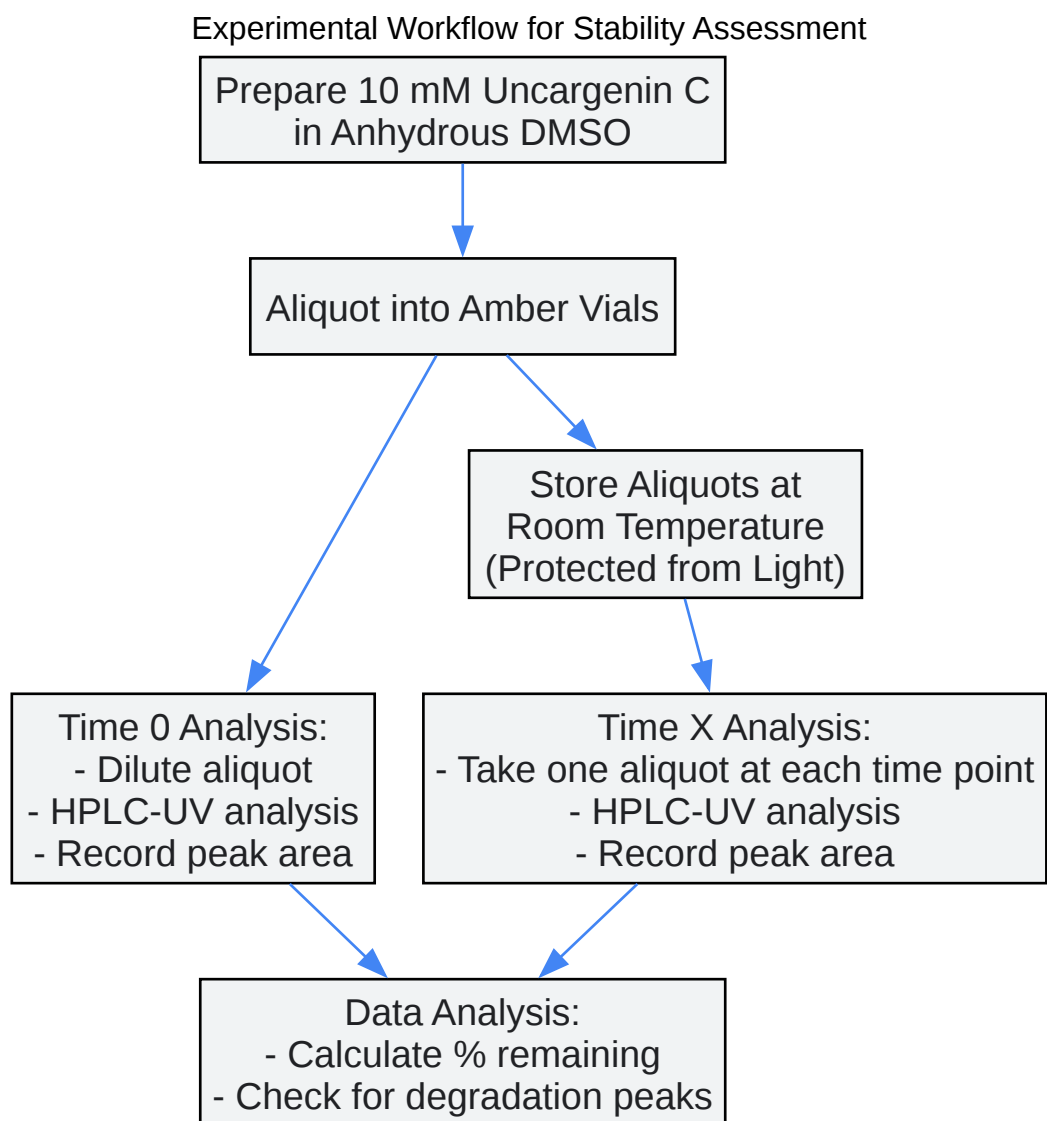 Experimental Workflow for Stability Assessment
Prepare 10 mM Uncargenin C
in Anhydrous DMSO
Aliquot into Amber Vials
Store Aliquots at
Room Temperature
(Protected from Light)
Time 0 Analysis:
- Dilute aliquot
- HPLC-UV analysis
- Record peak area
Time X Analysis:
- Take one aliquot at each time point
- HPLC-UV analysis
- Record peak area
Data Analysis:
- Calculate % remaining
- Check for degradation peaks